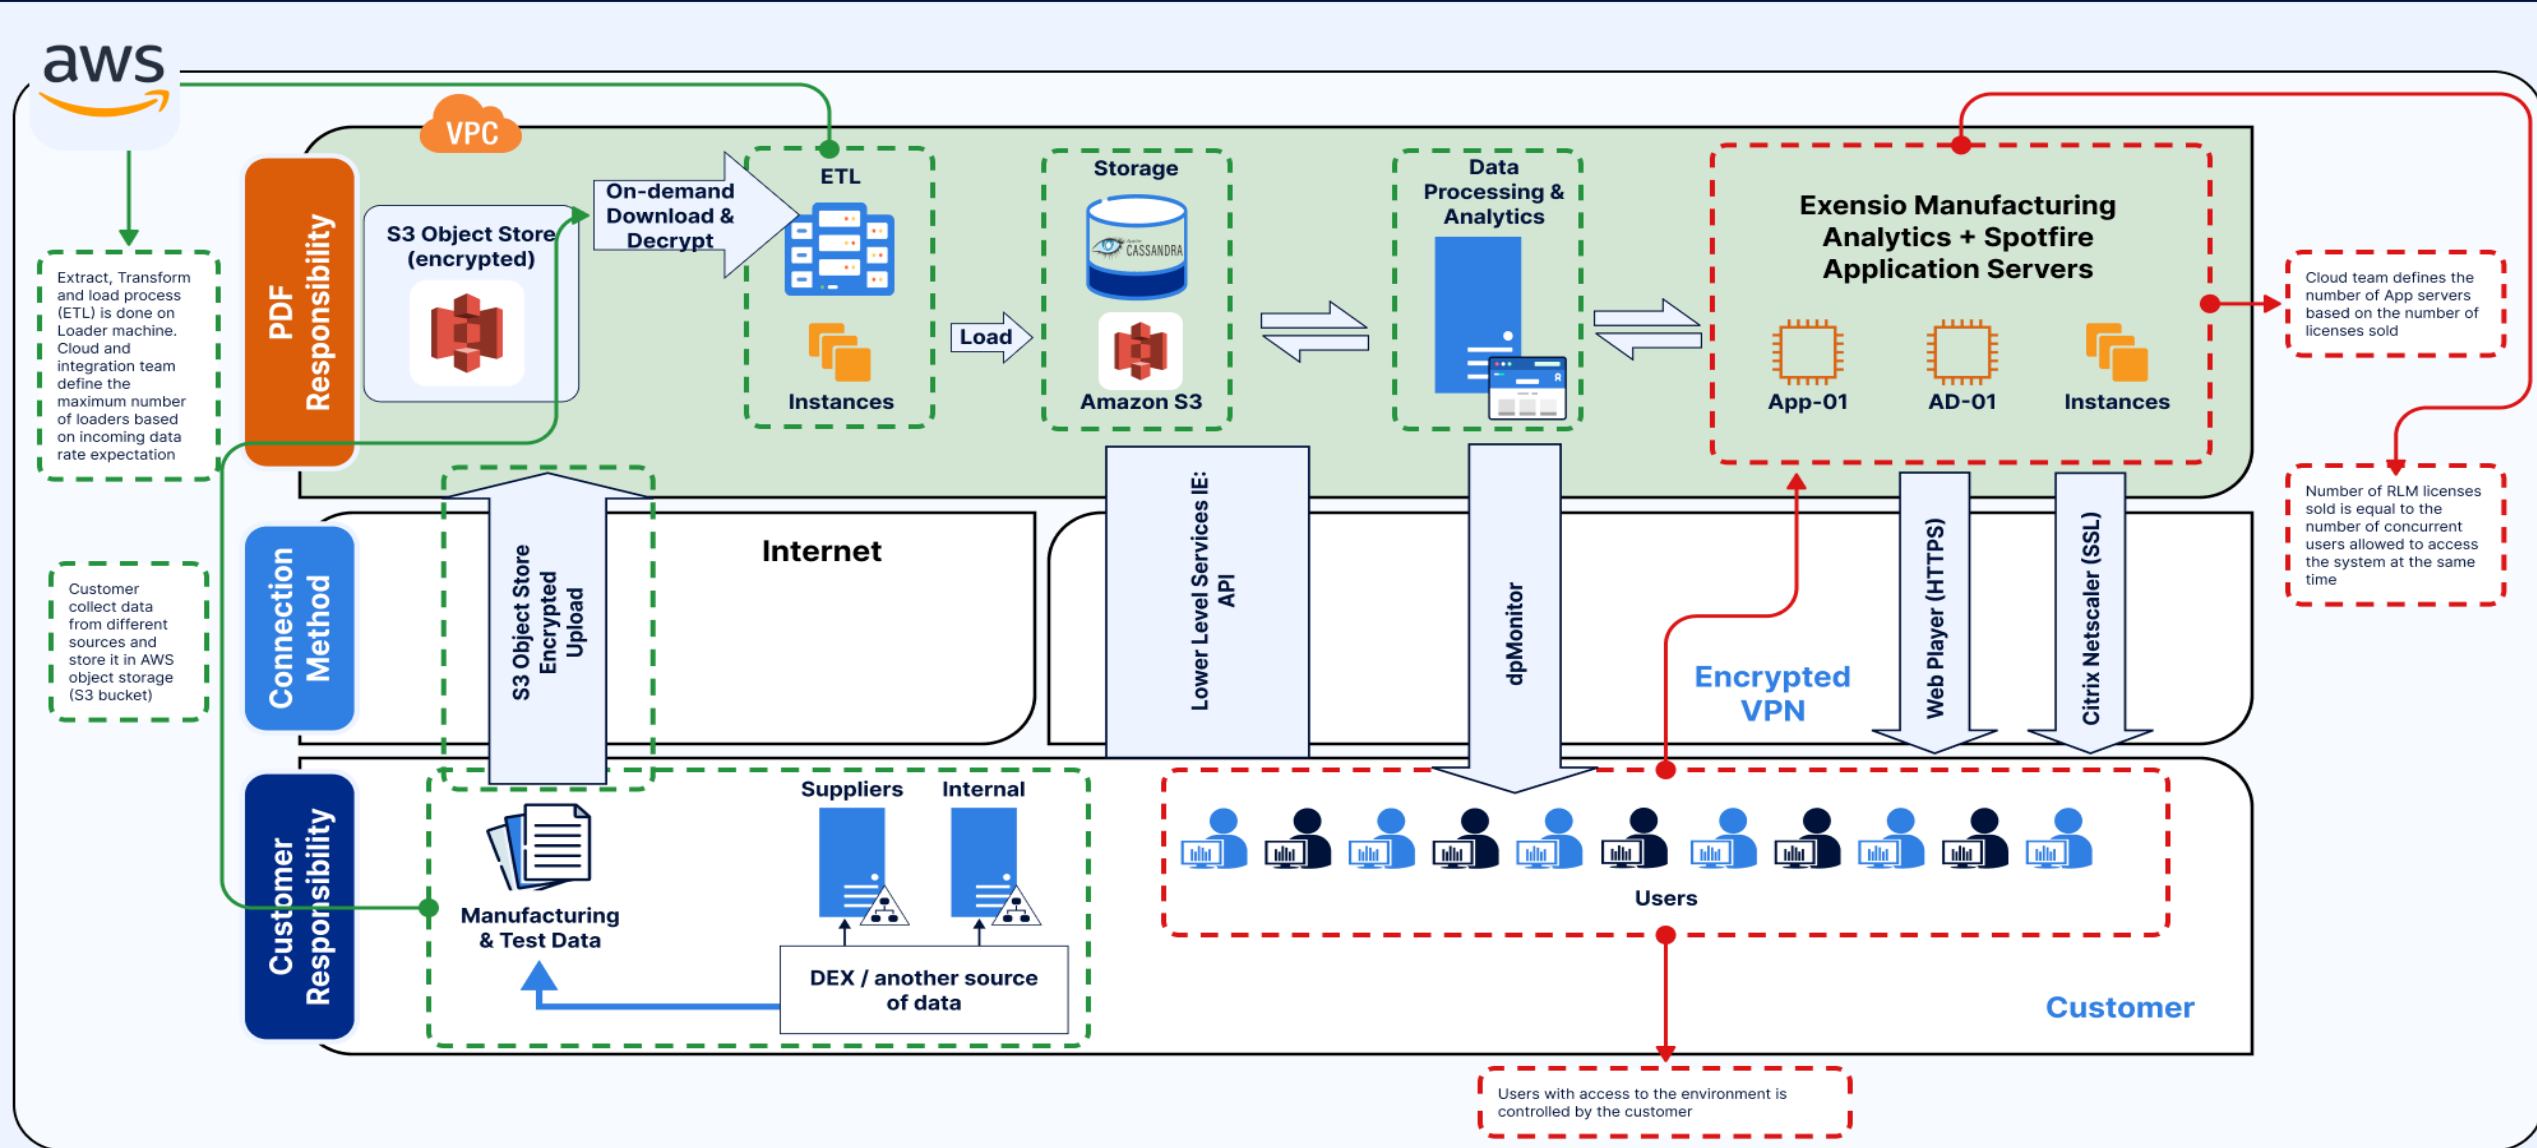 aws
VPC
PDF
Responsibility
S3 Object Store
(encrypted)
On-demand
Download &
Decrypt
ETL
Instances
Load
Storage
Apache
CASSANDRA
Amazon S3
Data
Processing &
Analytics
Exensio Manufacturing
Analytics + Spotfire
Application Servers
App-01
AD-01
Instances
Extract, Transform
and load process
(ETL) is done on
Loader machine.
Cloud and
integration team
define the
maximum number
of loaders based
on incoming data
rate expectation
Cloud team defines the
number of App servers
based on the number of
licenses sold
Number of RLM licenses
sold is equal to the
number of concurrent
users allowed to access
the system at the same
time
Connection
Method
S3 Object Store
Encrypted
Upload
Internet
Lower Level Services IE:
API
dpMonitor
Encrypted
VPN
Web Player (HTTPS)
Citrix Netscaler (SSL)
Customer
collect data
from different
sources and
store it in AWS
object storage
(S3 bucket)
Customer
Responsibility
Manufacturing
& Test Data
Suppliers
Internal
DEX / another source
of data
Users
Customer
Users with access to the environment is
controlled by the customer